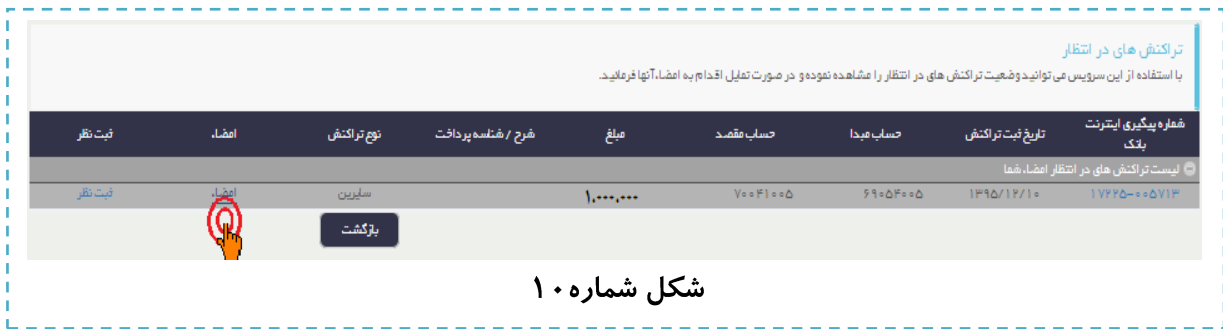 تراکنش های در انتظار
با استفاده از این سرویس می توانید وضعیت تراکنش های در انتظار را مشاهده نموده و در صورت تمایل اقدام به امضاء آنها فرمائید.
شماره پیگیری اینترنت بانک تاریخ ثبت تراکنش حساب مبدا حساب مقصد مبلغ شرح / شناسه پرداخت نوع تراکنش امضاء ثبت نظر
لیست تراکنش های در انتظار امضاء شما
۱۷۲۲۵-۰۰۵۷۱۳ ۱۳۹۵/۱۲/۱۰ ۶۹۰۵۴۰۰۵ ۷۰۰۴۱۰۰۵ ۱,۰۰۰,۰۰۰ سایرین امضاء ثبت نظر
بازگشت
شکل شماره ۱۰